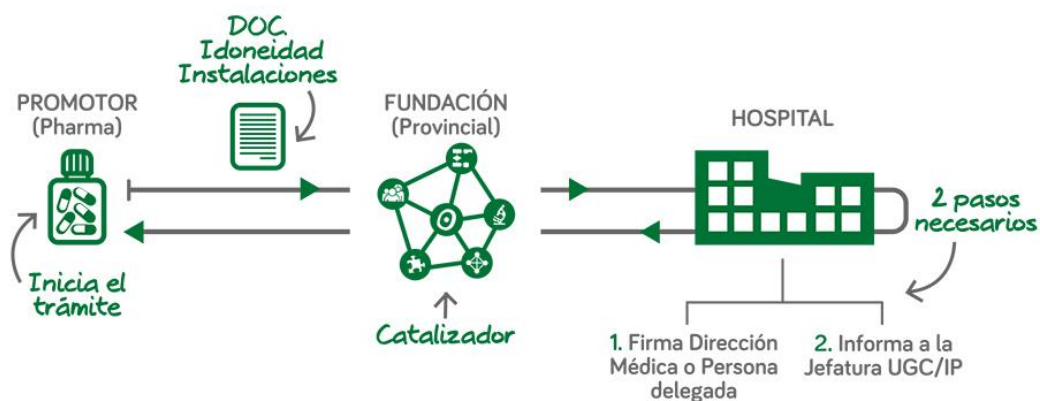 DOC.
Idoneidad
Instalaciones
PROMOTOR
(Pharma)
FUNDACIÓN
(Provincial)
HOSPITAL
2 pasos
necesarios
Inicia el
trámite
Catalizador
1. Firma Dirección
Médica o Persona
delegada
2. Informa a la
Jefatura UGC/IP